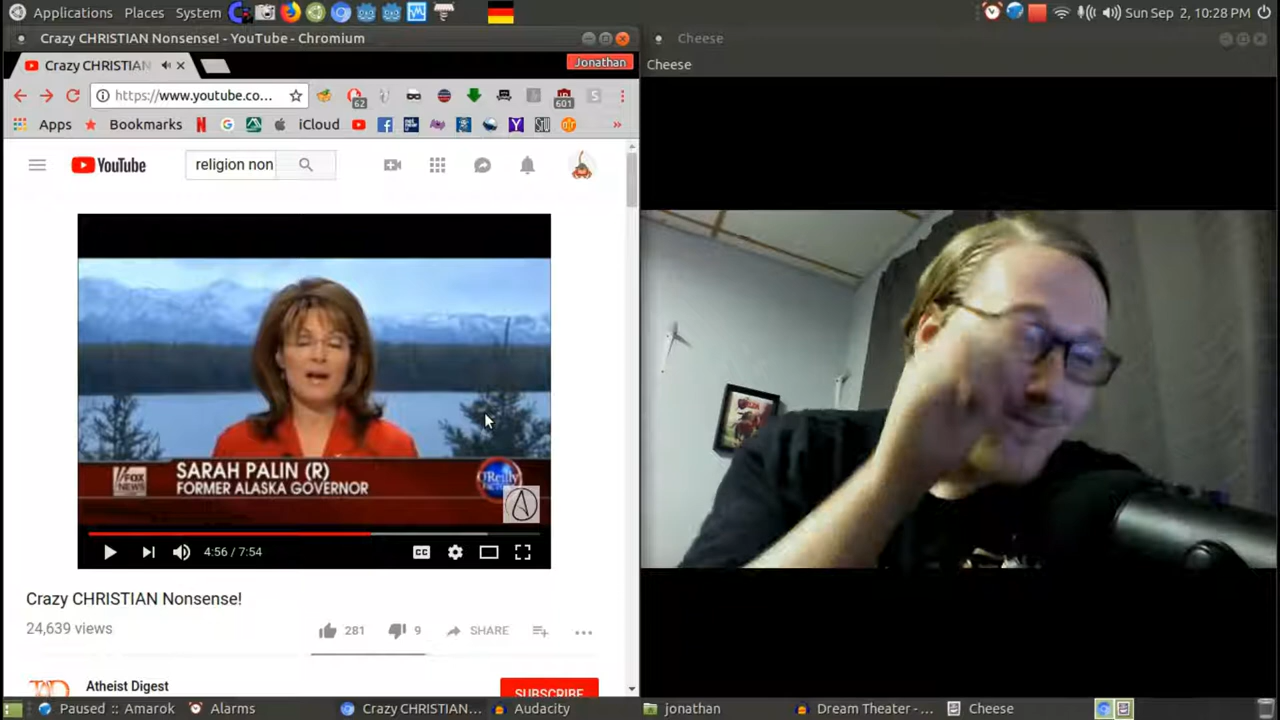 Applications Places System
Sun Sep 2, 10:28 PM
Crazy CHRISTIAN Nonsense! - YouTube - Chromium
Cheese
Crazy CHRISTIAN
Jonathan
Cheese
https://www.youtube.co...
62
601
S
Apps Bookmarks N G iCloud f Y »
YouTube
religion non
SARAH PALIN (R)
FOX NEWS
FORMER ALASKA GOVERNOR
O'Reilly FACTOR
4:56 / 7:54
CC
Crazy CHRISTIAN Nonsense!
24,639 views
281 9 SHARE
Atheist Digest
SUBSCRIBE
Paused :: Amarok Alarms Crazy CHRISTIAN... Audacity jonathan Dream Theater - ... Cheese